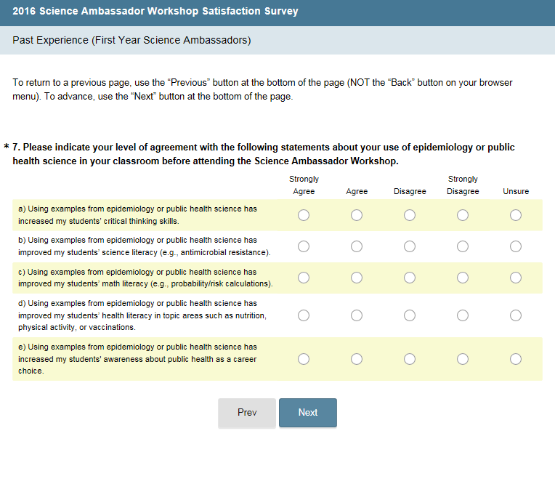 2016 Science Ambassador Workshop Satisfaction Survey
Past Experience (First Year Science Ambassadors)
To return to a previous page, use the "Previous" button at the bottom of the page (NOT the "Back" button on your browser
menu). To advance, use the "Next" button at the bottom of the page.
* 7. Please indicate your level of agreement with the following statements about your use of epidemiology or public
health science in your classroom before attending the Science Ambassador Workshop.
Strongly Agree Agree Disagree Strongly Disagree Unsure
a) Using examples from epidemiology or public health science has
increased my students' critical thinking skills.
b) Using examples from epidemiology or public health science has
improved my students' science literacy (e.g., antimicrobial resistance).
c) Using examples from epidemiology or public health science has
improved my students' math literacy (e.g., probability/risk calculations).
d) Using examples from epidemiology or public health science has
improved my students' health literacy in topic areas such as nutrition,
physical activity, or vaccinations.
e) Using examples from epidemiology or public health science has
increased my students' awareness about public health as a career
choice.
Prev Next